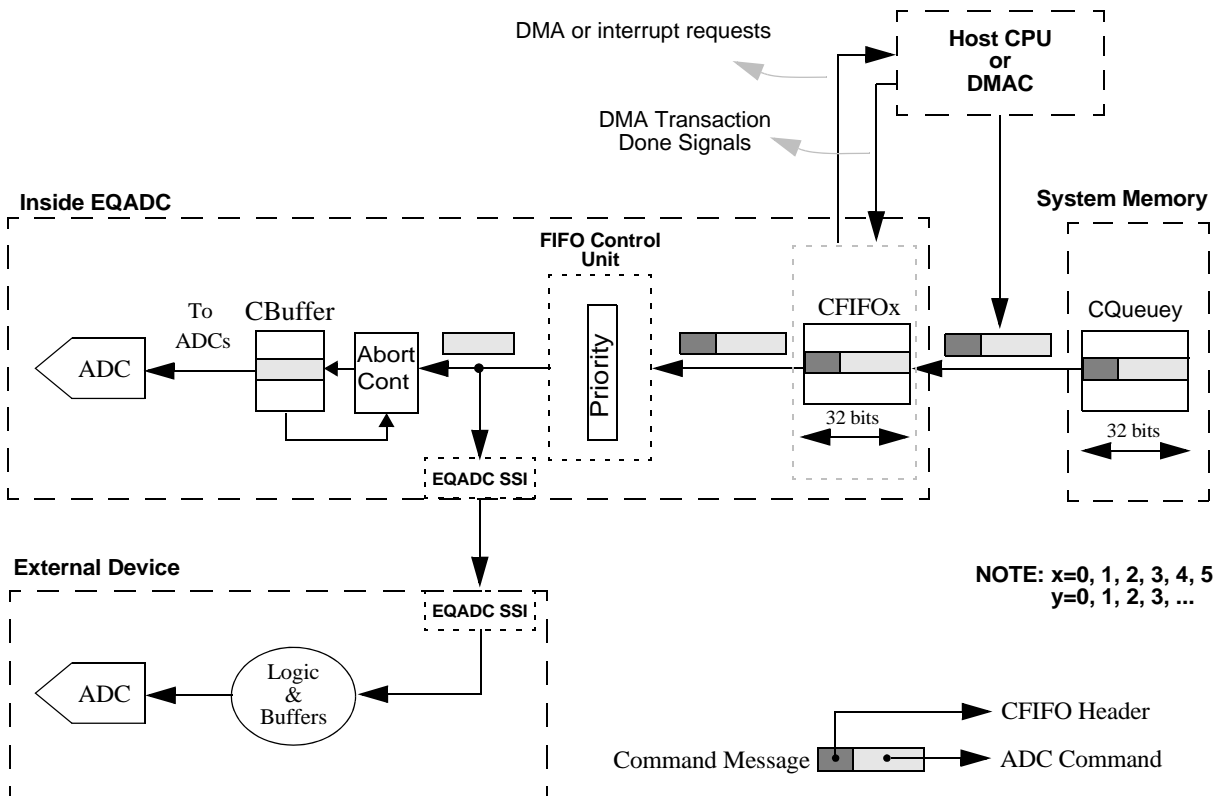 DMA or interrupt requests
Host CPU
or
DMAC
DMA Transaction
Done Signals
Inside EQADC
System Memory
FIFO Control
Unit
To
ADCs
CBuffer
CFIFOx
CQueuey
ADC
Abort
Cont
Priority
32 bits
32 bits
EQADC SSI
External Device
NOTE: x=0, 1, 2, 3, 4, 5
y=0, 1, 2, 3, ...
EQADC SSI
ADC
Logic
&
Buffers
CFIFO Header
Command Message
ADC Command